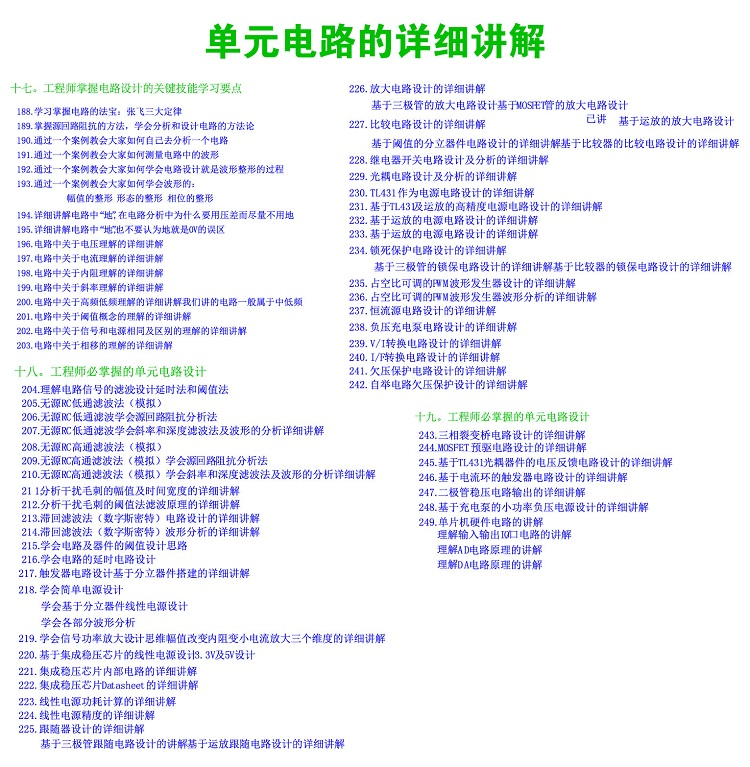 单元电路的详细讲解
十七。工程师掌握电路设计的关键技能学习要点
188.学习掌握电路的法宝：张飞三大定律
189.掌握源回路阻抗的方法，学会分析和设计电路的方法论
190.通过一个案例教会大家如何自己去分析一个电路
191.通过一个案例教会大家如何测量电路中的波形
192.通过一个案例教会大家如何学会电路设计就是波形整形的过程
193.通过一个案例教会大家如何学会波形的：
幅值的整形 形态的整形 相位的整形
194.详细讲解电路中“地”,在电路分析中为什么要用压差而尽量不用地
195.详细讲解电路中“地”,也不要认为地就是0V的误区
196.电路中关于电压理解的详细讲解
197.电路中关于电流理解的详细讲解
198.电路中关于内阻理解的详细讲解
199.电路中关于斜率理解的详细讲解
200.电路中关于高频低频理解的详细讲解我们讲的电路一般属于中低频
201.电路中关于阈值概念的理解的详细讲解
202.电路中关于信号和电源相同及区别的理解的详细讲解
203.电路中关于相移的理解的详细讲解
十八。工程师必掌握的单元电路设计
204.理解电路信号的滤波设计延时法和阈值法
205.无源RC低通滤波法（模拟）
206.无源RC低通滤波学会源回路阻抗分析法
207.无源RC低通滤波学会斜率和深度滤波法及波形的分析详细讲解
208.无源RC高通滤波法（模拟）
209.无源RC高通滤波法（模拟）学会源回路阻抗分析法
210.无源RC高通滤波法（模拟）学会斜率和深度滤波法及波形的分析详细讲解
211分析干扰毛刺的幅值及时间宽度的详细讲解
212.分析干扰毛刺的阈值法滤波原理的详细讲解
213.滞回滤波法（数字斯密特）电路设计的详细讲解
214.滞回滤波法（数字斯密特）波形分析的详细讲解
215.学会电路及器件的阈值设计思路
216.学会电路的延时电路设计
217.触发器电路设计基于分立器件搭建的详细讲解
218.学会简单电源设计
学会基于分立器件线性电源设计
学会各部分波形分析
219.学会信号功率放大设计思维幅值改变内阻变小电流放大三个维度的详细讲解
220.基于集成稳压芯片的线性电源设计3.3V及5V设计
221.集成稳压芯片内部电路的详细讲解
222.集成稳压芯片Datasheet的详细讲解
223.线性电源功耗计算的详细讲解
224.线性电源精度的详细讲解
225.跟随器设计的详细讲解
基于三极管跟随电路设计的讲解基于运放跟随电路设计的详细讲解
226.放大电路设计的详细讲解
基于三极管的放大电路设计基于MOSFET管的放大电路设计
已讲 基于运放的放大电路设计
227.比较电路设计的详细讲解
基于阈值的分立器件电路设计的详细讲解基于比较器的比较电路设计的详细讲解
228.继电器开关电路设计及分析的详细讲解
229.光耦电路设计及分析的详细讲解
230.TL431作为电源电路设计的详细讲解
231.基于TL431及运放的高精度电源电路设计的详细讲解
232.基于运放的电源电路设计的详细讲解
233.基于运放的电源电路设计的详细讲解
234.锁死保护电路设计的详细讲解
基于三极管的锁保电路设计的详细讲解基于比较器的锁保电路设计的详细讲解
235.占空比可调的PWM波形发生器设计的详细讲解
236.占空比可调的PWM波形发生器波形分析的详细讲解
237.恒流源电路设计的详细讲解
238.负压充电泵电路设计的详细讲解
239.V/I转换电路设计的详细讲解
240.I/F转换电路设计的详细讲解
241.欠压保护电路设计的详细讲解
242.自举电路欠压保护设计的详细讲解
十九。工程师必掌握的单元电路设计
243.三相裂变桥电路设计的详细讲解
244.MOSFET预驱电路设计的详细讲解
245.基于TL431光耦器件的电压反馈电路设计的详细讲解
246.基于电流环的触发器电路设计的详细讲解
247.二极管稳压电路输出的详细讲解
248.基于充电泵的小功率负压电源设计的详细讲解
249.单片机硬件电路的讲解
理解输入输出IO口电路的详细讲解
理解AD电路原理的讲解
理解DA电路原理的讲解